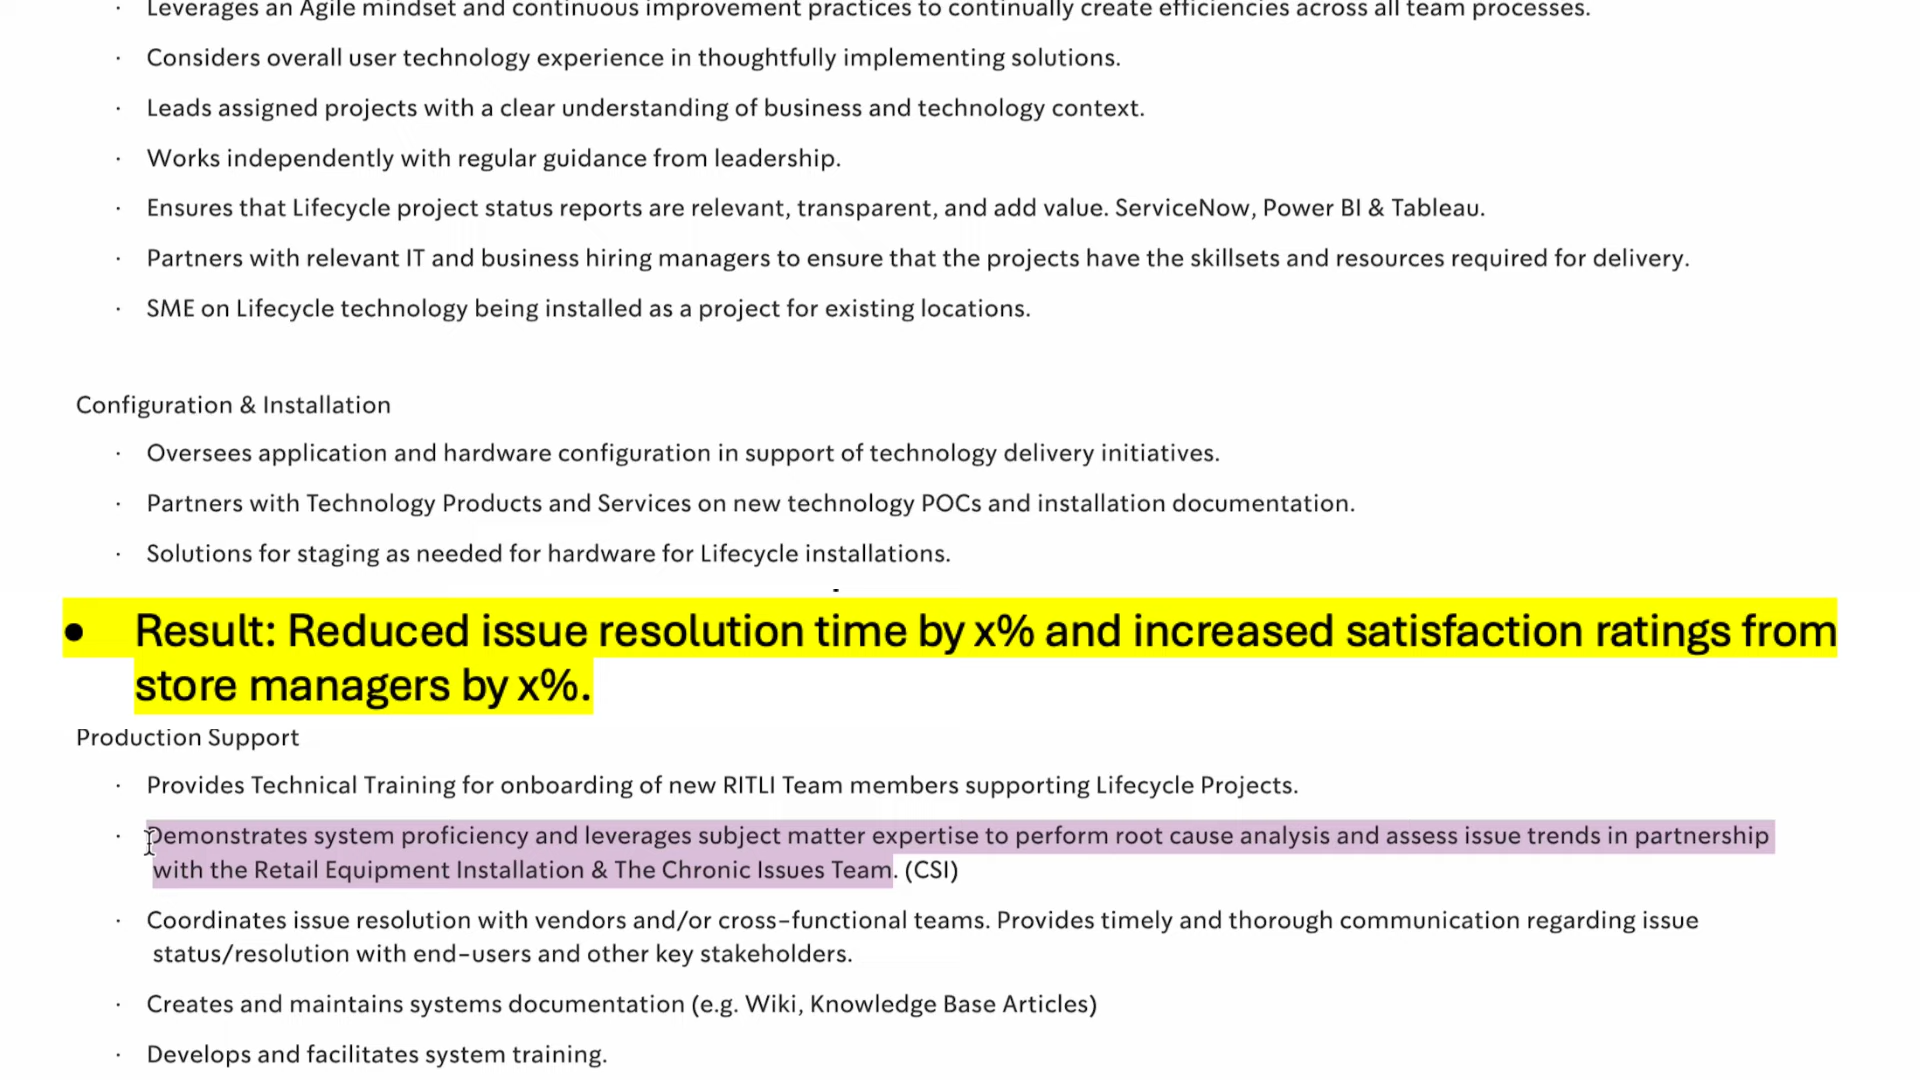 · Leverages an Agile mindset and continuous improvement practices to continually create efficiencies across all team processes.
· Considers overall user technology experience in thoughtfully implementing solutions.
· Leads assigned projects with a clear understanding of business and technology context.
· Works independently with regular guidance from leadership.
· Ensures that Lifecycle project status reports are relevant, transparent, and add value. ServiceNow, Power BI & Tableau.
· Partners with relevant IT and business hiring managers to ensure that the projects have the skillsets and resources required for delivery.
· SME on Lifecycle technology being installed as a project for existing locations.
Configuration & Installation
· Oversees application and hardware configuration in support of technology delivery initiatives.
· Partners with Technology Products and Services on new technology POCs and installation documentation.
· Solutions for staging as needed for hardware for Lifecycle installations.
• Result: Reduced issue resolution time by x% and increased satisfaction ratings from
store managers by x%.
Production Support
· Provides Technical Training for onboarding of new RITLI Team members supporting Lifecycle Projects.
· Demonstrates system proficiency and leverages subject matter expertise to perform root cause analysis and assess issue trends in partnership
with the Retail Equipment Installation & The Chronic Issues Team. (CSI)
· Coordinates issue resolution with vendors and/or cross-functional teams. Provides timely and thorough communication regarding issue
status/resolution with end-users and other key stakeholders.
· Creates and maintains systems documentation (e.g. Wiki, Knowledge Base Articles)
· Develops and facilitates system training.